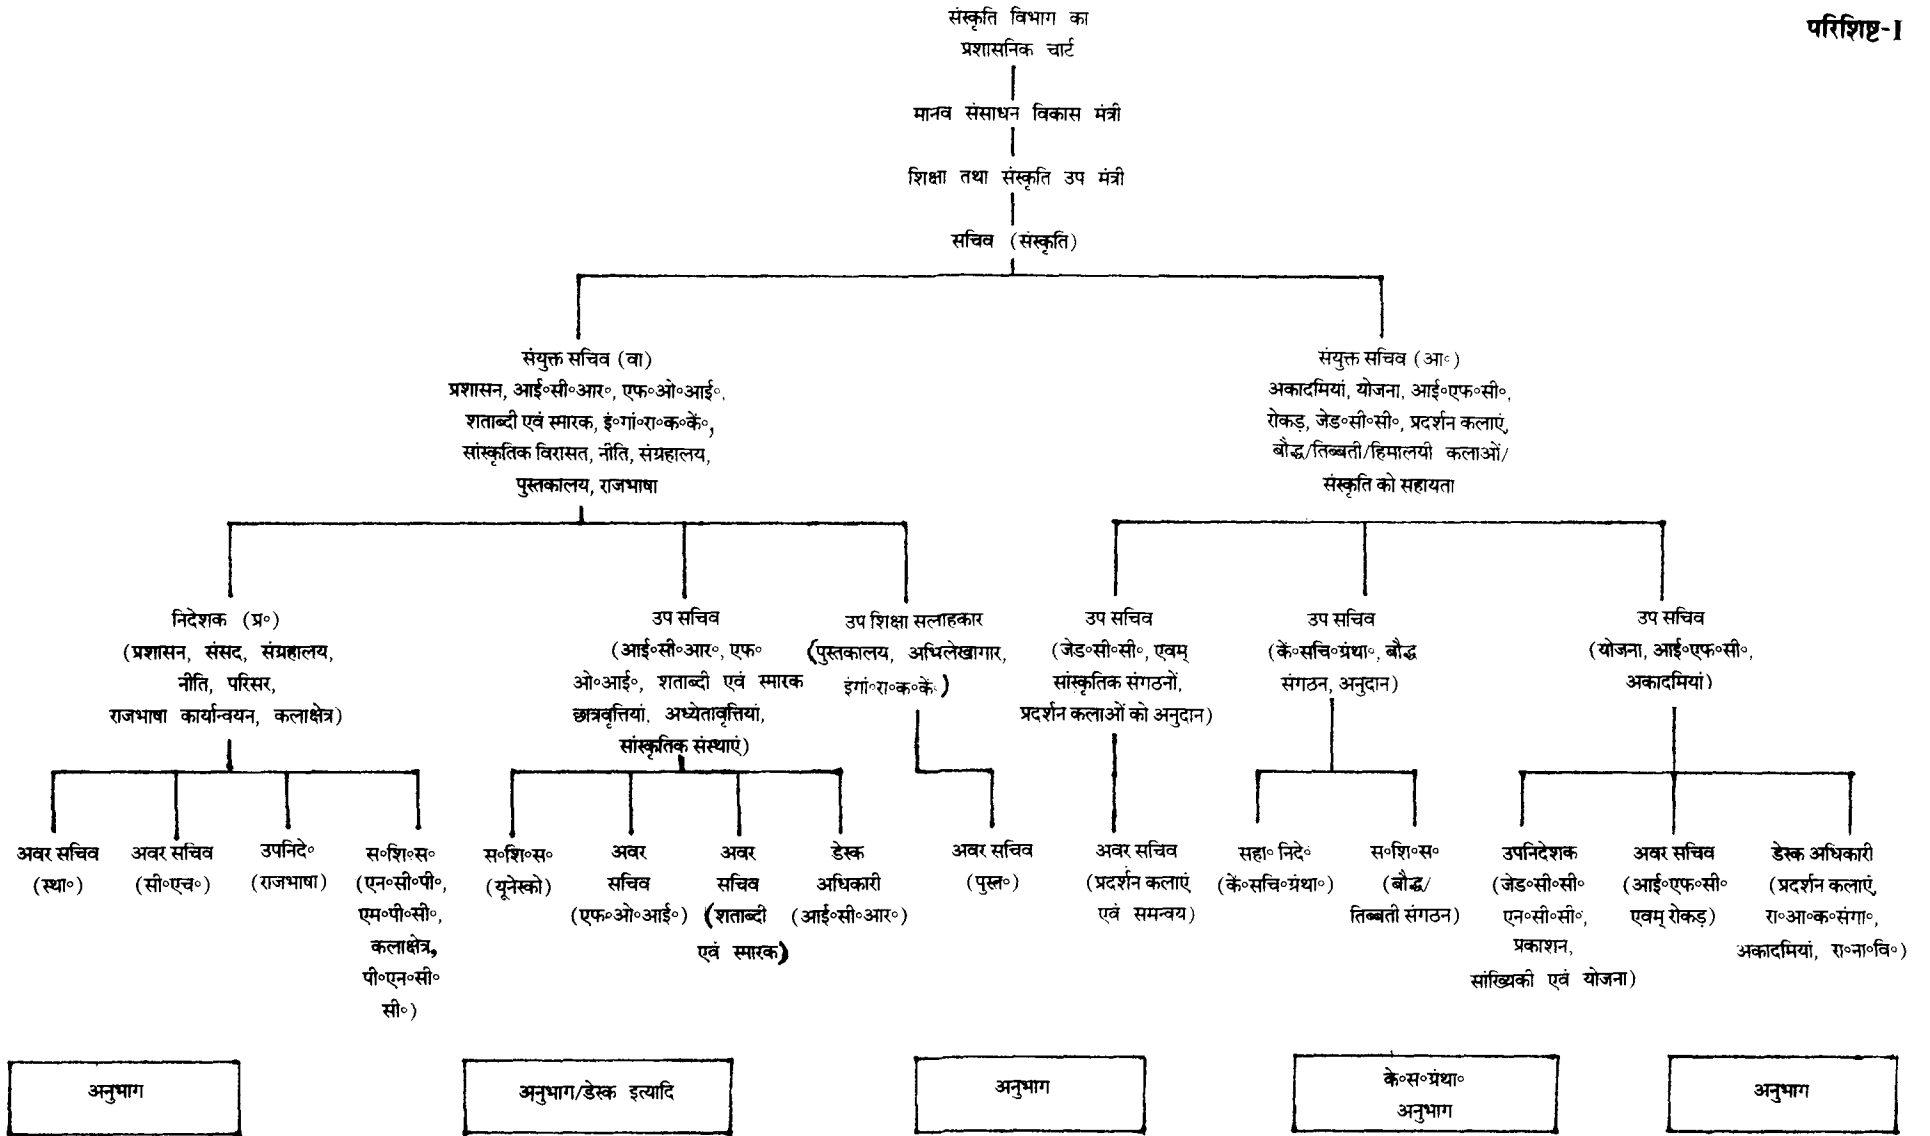 परिशिष्ट-I
संस्कृति विभाग का
प्रशासनिक चार्ट
मानव संसाधन विकास मंत्री
शिक्षा तथा संस्कृति उप मंत्री
सचिव (संस्कृति)
संयुक्त सचिव (वा)
प्रशासन, आई॰सी॰आर॰, एफ॰ओ॰आई॰,
शताब्दी एवं स्मारक, इं॰गां॰रा॰क॰कें॰,
सांस्कृतिक विरासत, नीति, संग्रहालय,
पुस्तकालय, राजभाषा
संयुक्त सचिव (आ॰)
अकादमियां, योजना, आई॰एफ॰सी॰,
रोकड़, जेड॰सी॰सी॰, प्रदर्शन कलाएं,
बौद्ध/तिब्बती/हिमालयी कलाओं/
संस्कृति को सहायता
निदेशक (प्र॰)
(प्रशासन, संसद, संग्रहालय,
नीति, परिसर,
राजभाषा कार्यान्वयन, कलाक्षेत्र)
उप सचिव
(आई॰सी॰आर॰, एफ॰
ओ॰आई॰, शताब्दी एवं स्मारक
छात्रवृत्तियां, अध्येतावृत्तियां,
सांस्कृतिक संस्थाएं)
उप शिक्षा सलाहकार
(पुस्तकालय, अभिलेखागार,
इंगां॰रा॰क॰कें॰)
उप सचिव
(जेड॰सी॰सी॰, एवम्
सांस्कृतिक संगठनों,
प्रदर्शन कलाओं को अनुदान)
उप सचिव
(कें॰सचि॰ग्रंथा॰, बौद्ध
संगठन, अनुदान)
उप सचिव
(योजना, आई॰एफ॰सी॰,
अकादमियां)
अवर सचिव
(स्था॰)
अवर सचिव
(सी॰एच॰)
उपनिदे॰
(राजभाषा)
स॰शि॰स॰
(एन॰सी॰पी॰,
एम॰पी॰सी॰,
कलाक्षेत्र,
पी॰एन॰सी॰
सी॰)
स॰शि॰स॰
(यूनेस्को)
अवर
सचिव
(एफ॰ओ॰आई॰)
अवर
सचिव
(शताब्दी
एवं स्मारक)
डेस्क
अधिकारी
(आई॰सी॰आर॰)
अवर सचिव
(पुस्त॰)
अवर सचिव
(प्रदर्शन कलाएं
एवं समन्वय)
सहा॰ निदे॰
(कें॰सचि॰ग्रंथा॰)
स॰शि॰स॰
(बौद्ध/
तिब्बती संगठन)
उपनिदेशक
(जेड॰सी॰सी॰
एन॰सी॰सी॰,
प्रकाशन,
सांख्यिकी एवं योजना)
अवर सचिव
(आई॰एफ॰सी॰
एवम् रोकड़)
डेस्क अधिकारी
(प्रदर्शन कलाएं,
रा॰आ॰क॰संगा॰,
अकादमियां, रा॰ना॰वि॰)
अनुभाग
अनुभाग/डेस्क इत्यादि
अनुभाग
के॰स॰ग्रंथा॰
अनुभाग
अनुभाग